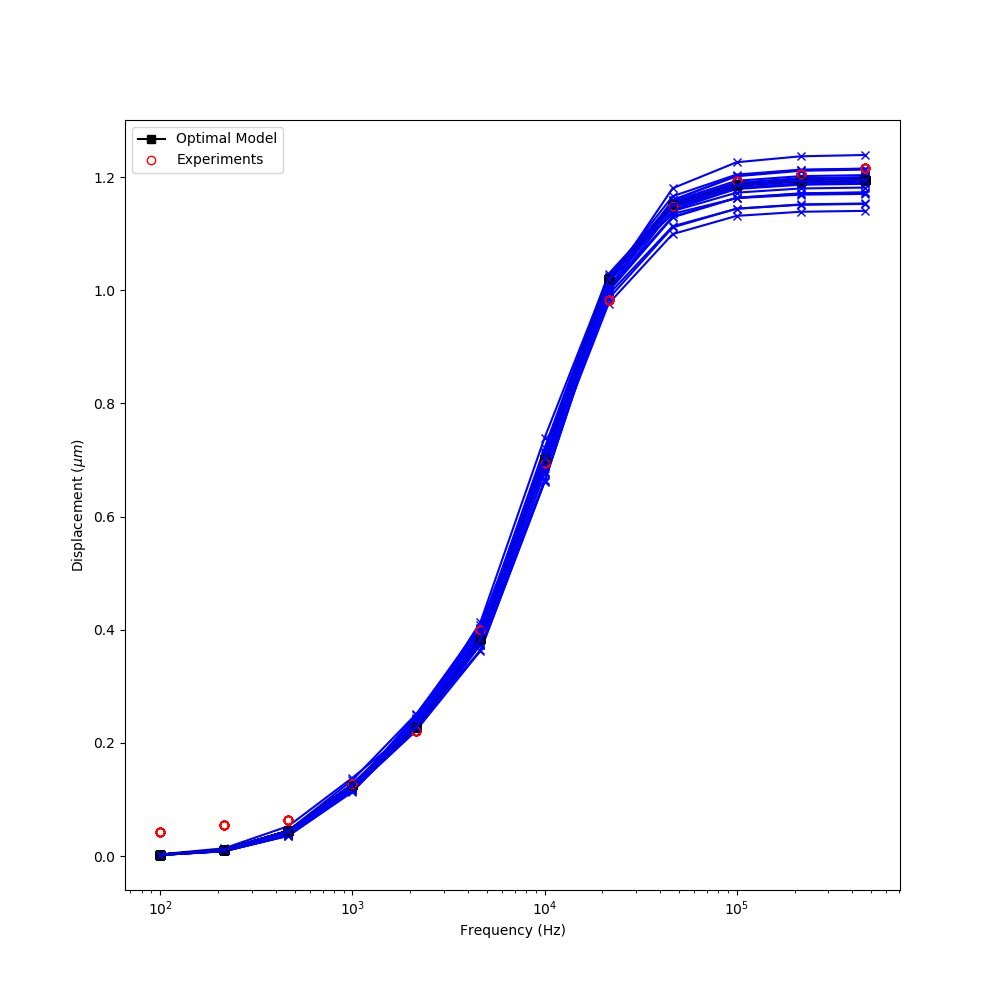 Optimal Model
Experiments
1.2
1.0
0.8
0.6
0.4
0.2
0.0
Displacement (μm)
10² 10³ 10⁴ 10⁵
Frequency (Hz)